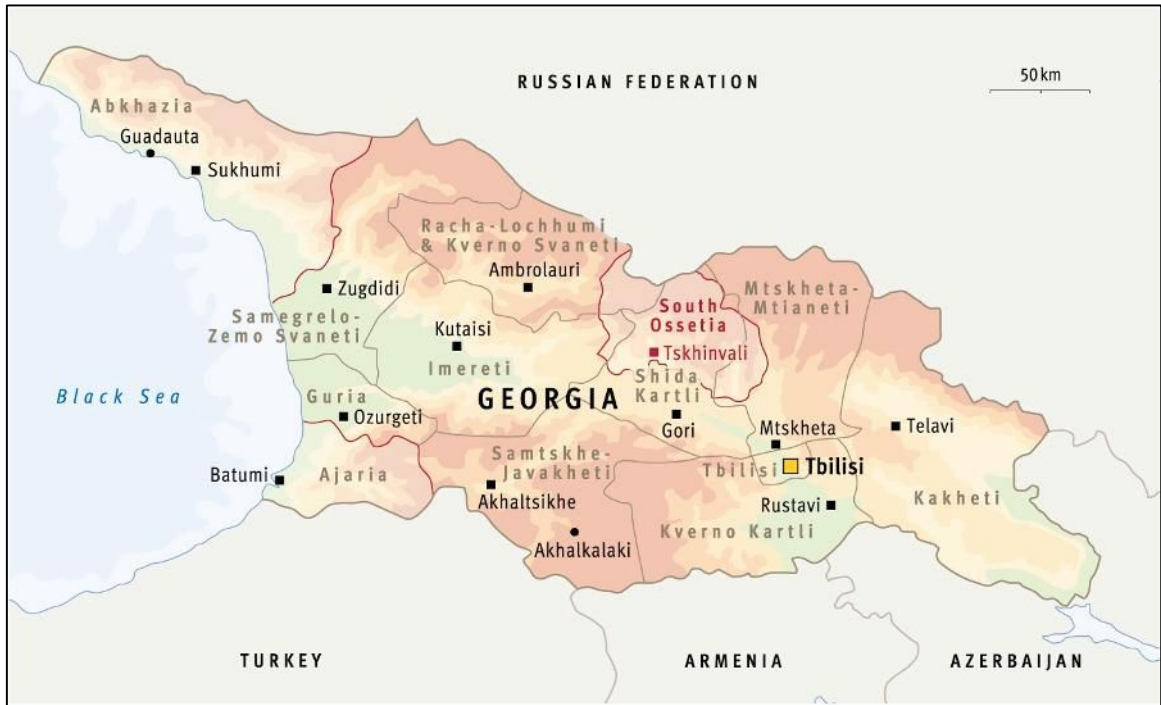 RUSSIAN FEDERATION
50 km
Abkhazia
Guadauta
Sukhumi
Racha-Lochhumi
& Kverno Svaneti
Ambrolauri
Mtskheta-
Mtianeti
Zugdidi
South
Ossetia
Samegrelo-
Zemo Svaneti
Kutaisi
Tskhinvali
Imereti
Shida
Kartli
Black Sea
Guria
GEORGIA
Ozurgeti
Gori
Mtskheta
Telavi
Batumi
Ajaria
Samtskhe-
Javakheti
Tbilisi
Tbilisi
Akhaltsikhe
Rustavi
Kakheti
Kverno Kartli
Akhalkalaki
TURKEY
ARMENIA
AZERBAIJAN